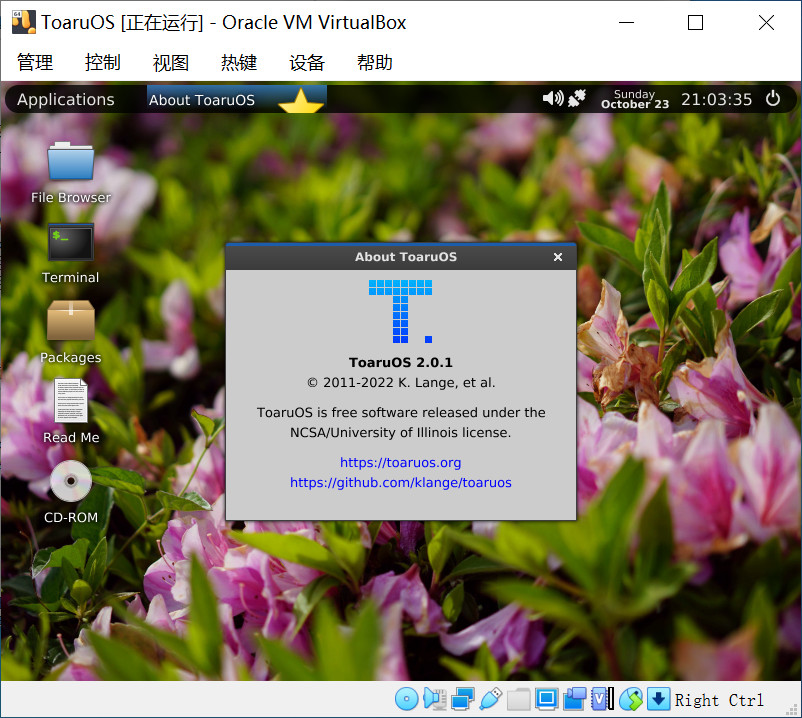 ToaruOS [正在运行] - Oracle VM VirtualBox
管理 控制 视图 热键 设备 帮助
Applications About ToaruOS Sunday October 23 21:03:35
File Browser
Terminal
Packages
Read Me
CD-ROM
About ToaruOS
ToaruOS 2.0.1
© 2011-2022 K. Lange, et al.
ToaruOS is free software released under the
NCSA/University of Illinois license.
https://toaruos.org
https://github.com/klange/toaruos
Right Ctrl